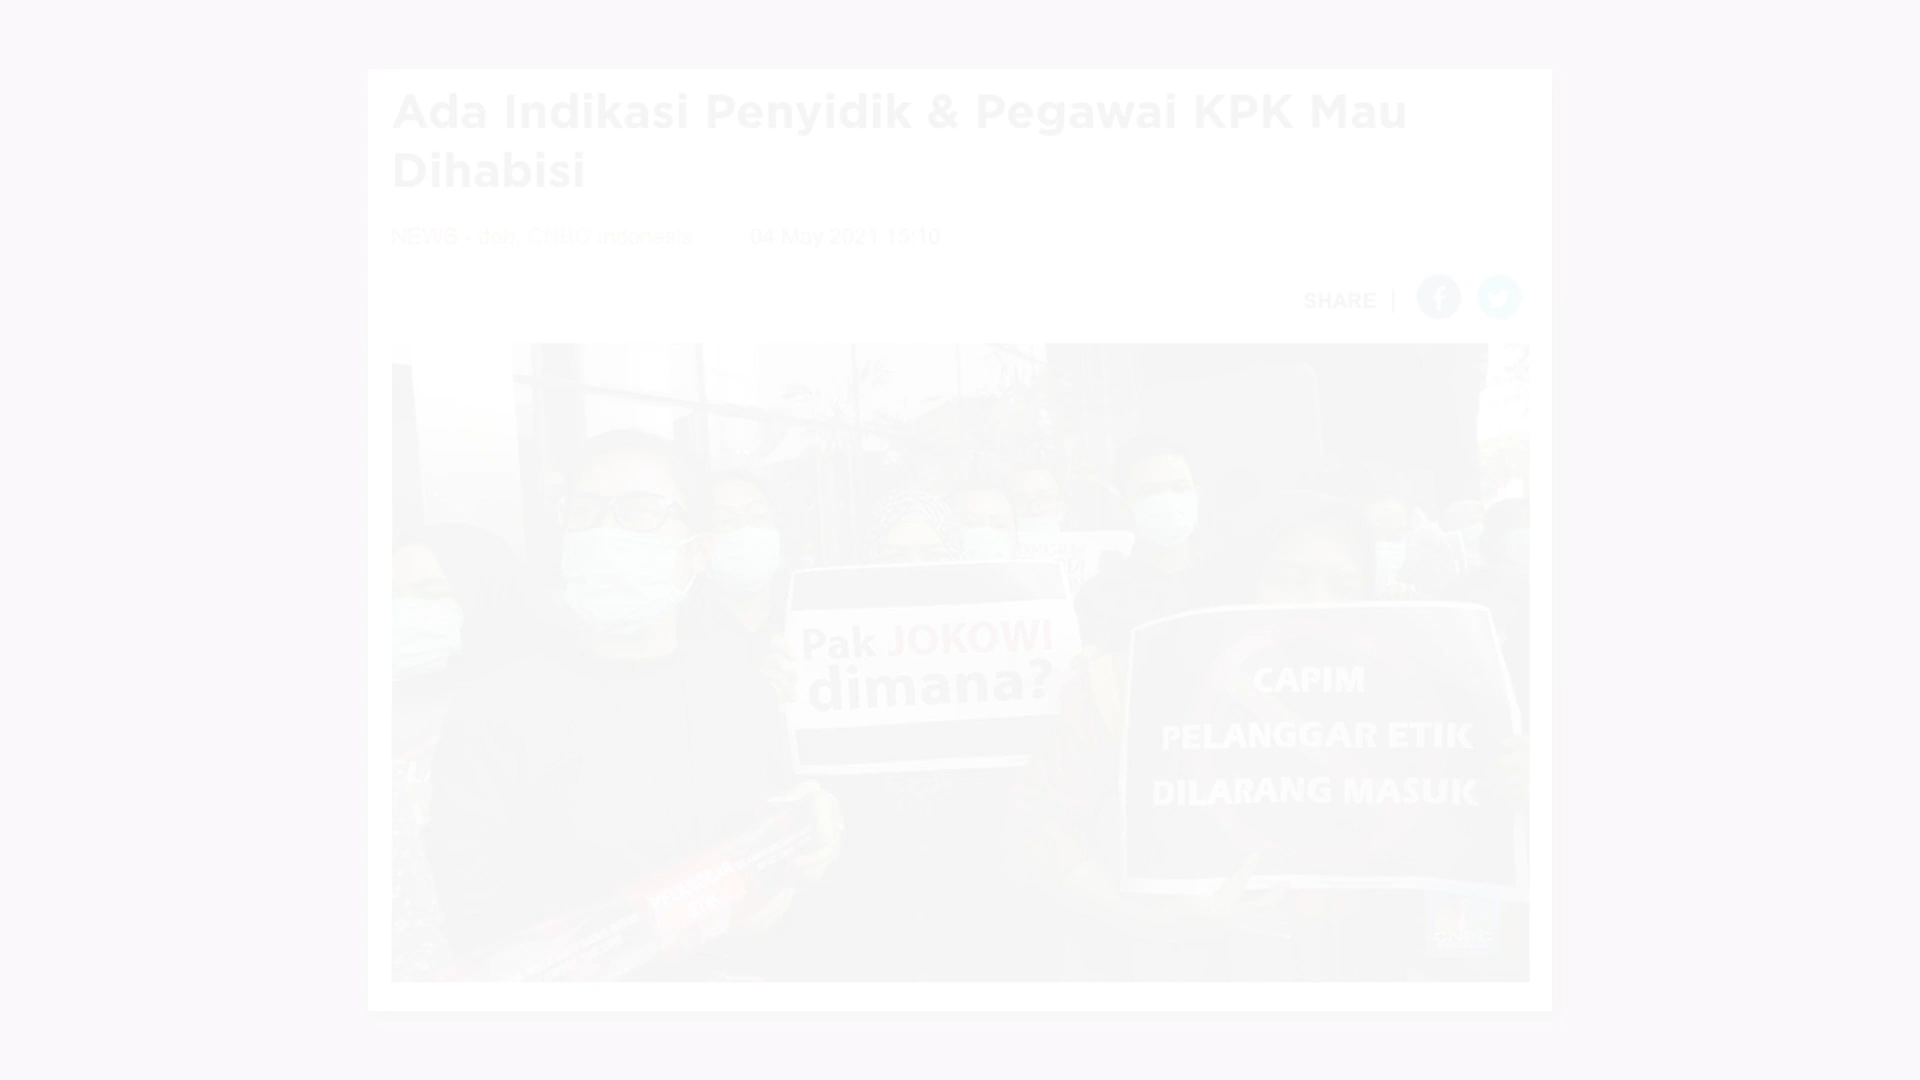 Ada Indikasi Penyidik & Pegawai KPK Mau
Dihabisi
NEWS - dob, CNBC Indonesia
04 May 2021 15:10
SHARE |
Pak JOKOWI
dimana?
CAPIM
PELANGGAR ETIK
DILARANG MASUK